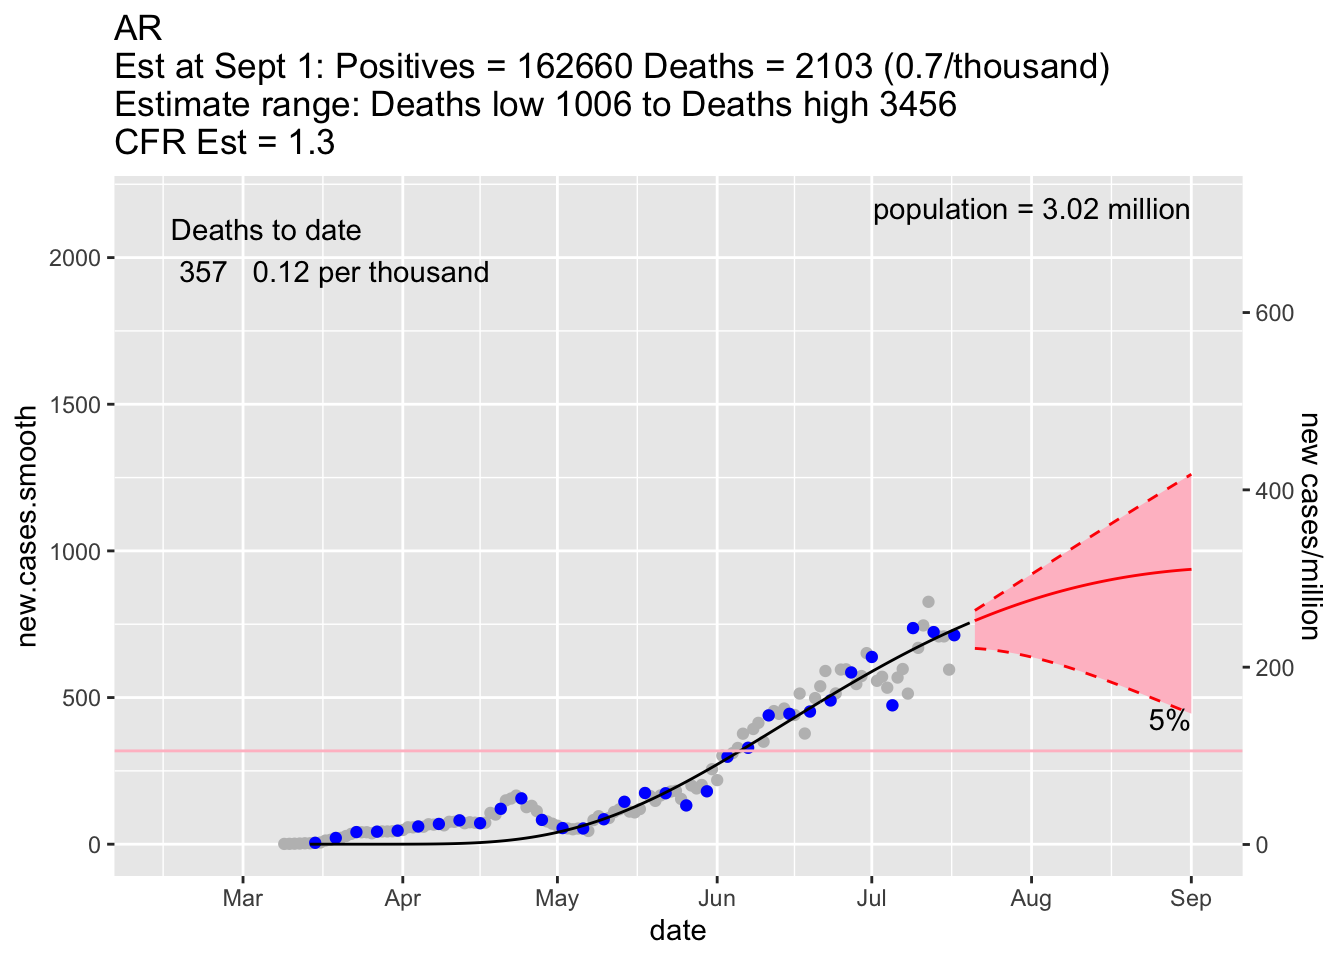 AR
Est at Sept 1: Positives = 162660 Deaths = 2103 (0.7/thousand)
Estimate range: Deaths low 1006 to Deaths high 3456
CFR Est = 1.3
population = 3.02 million
Deaths to date
357 0.12 per thousand
2000
1500
1000
500
0
new.cases.smooth
600
400
200
0
new cases/million
5%
Mar Apr May Jun Jul Aug Sep
date